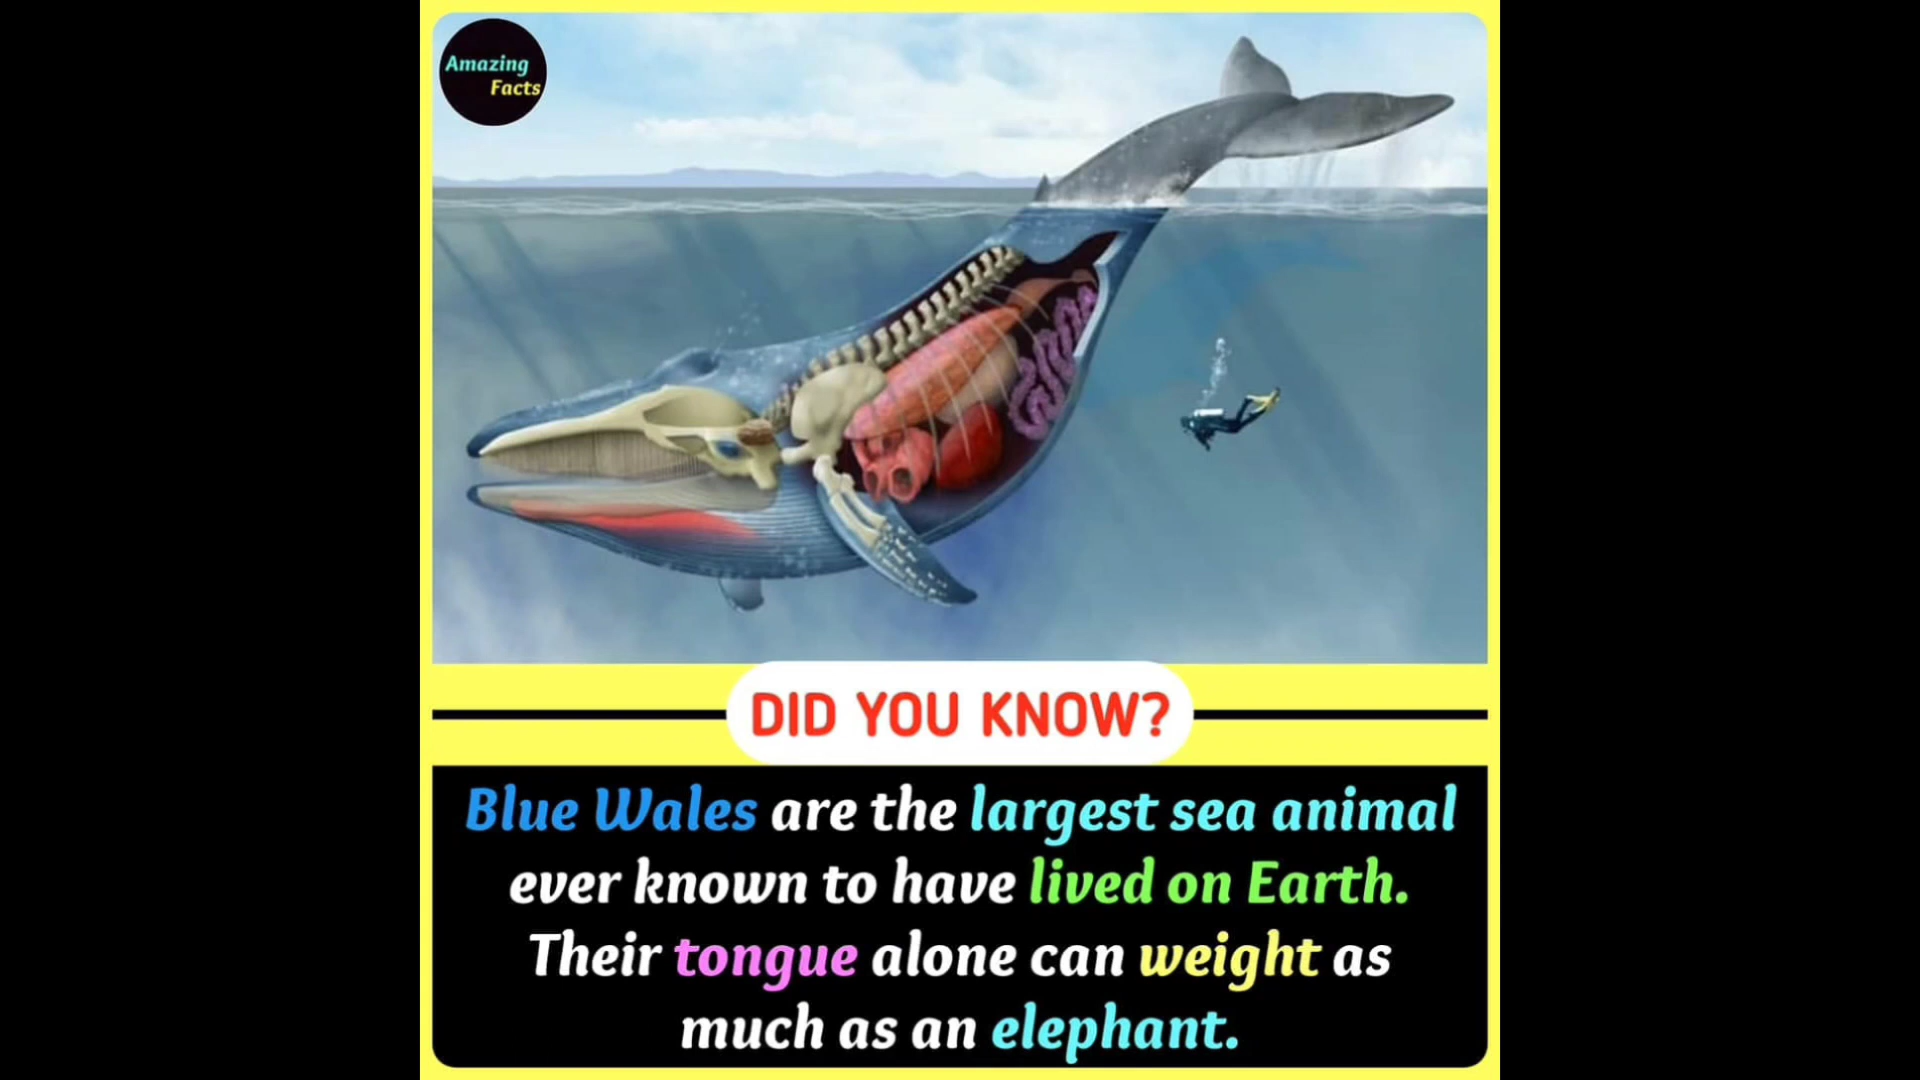 Amazing
Facts
DID YOU KNOW?
Blue Wales are the largest sea animal
ever known to have lived on Earth.
Their tongue alone can weight as
much as an elephant.